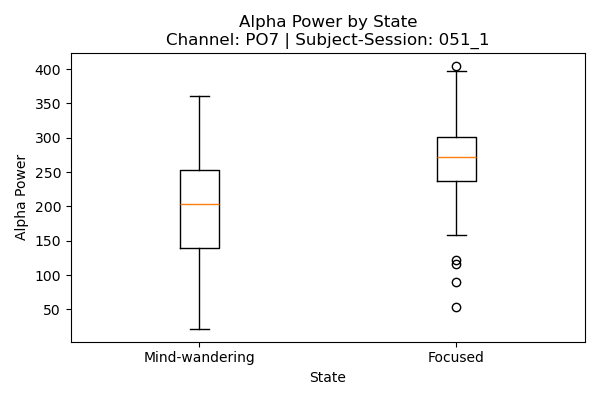 Alpha Power by State
Channel: PO7 | Subject-Session: 051_1
Alpha Power
400
350
300
250
200
150
100
50
Mind-wandering
Focused
State